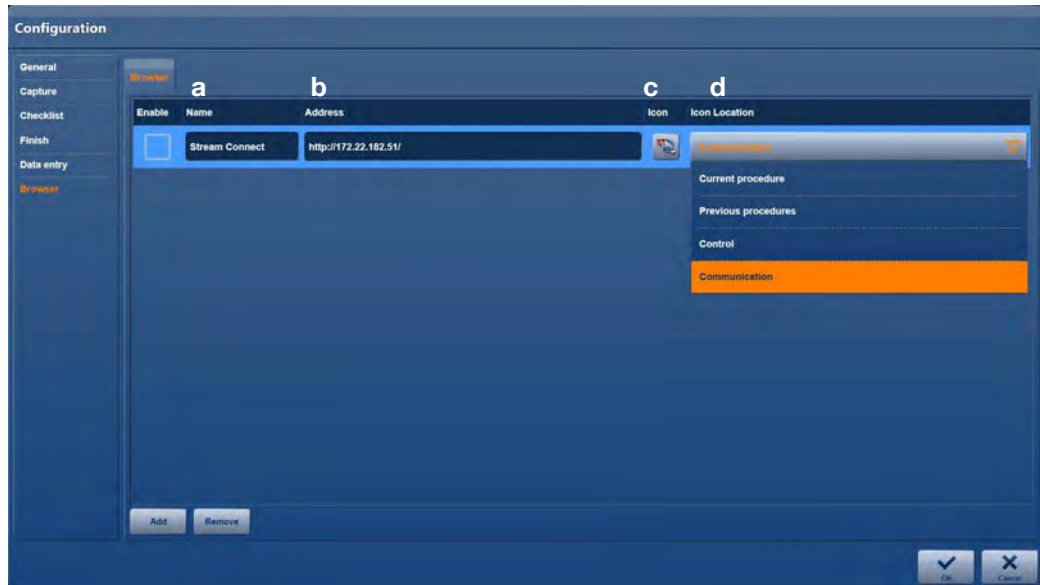 Configuration
General
Capture
Checklist
Finish
Data entry
Browser
Browser
a b c d
Enable Name Address Icon Icon Location
Stream Connect http://172.22.182.51/ Communication
Current procedure
Previous procedures
Control
Communication
Add Remove
OK Cancel